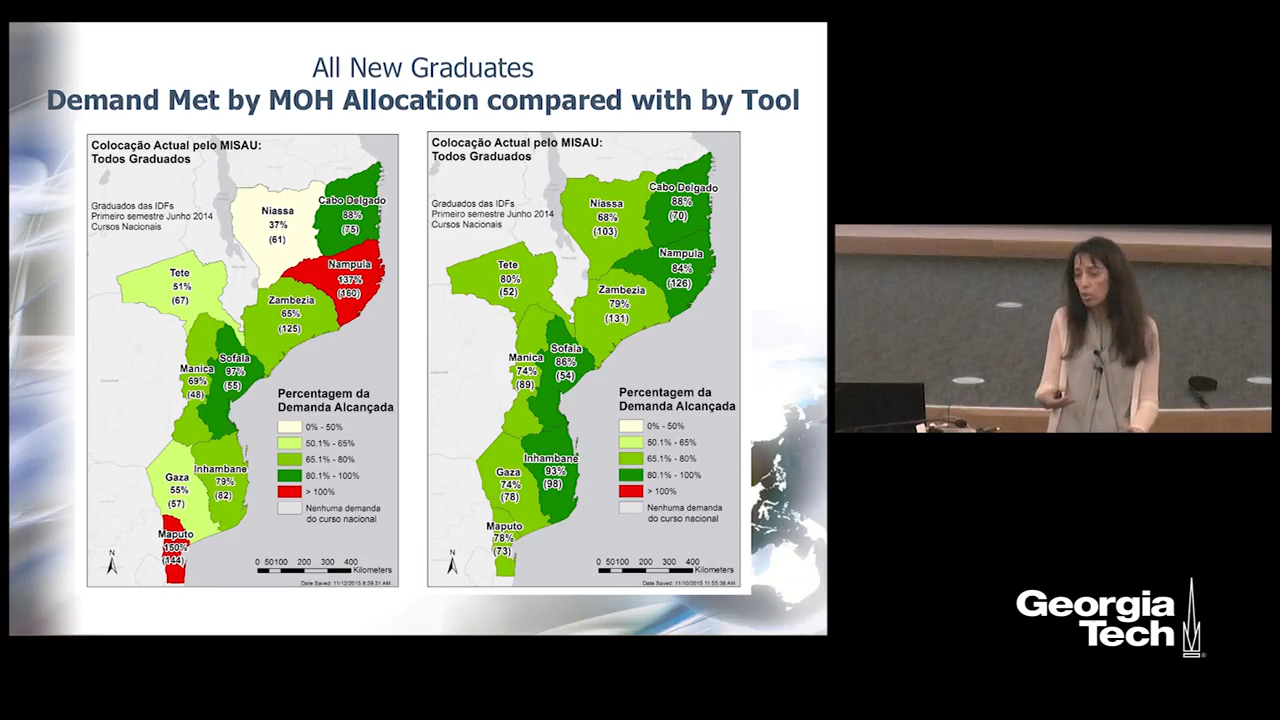 All New Graduates
Demand Met by MOH Allocation compared with by Tool
Colocação Actual pelo MISAU:
Todos Graduados
Graduados das IDFs
Primeiro semestre Junho 2014
Cursos Nacionais
Niassa
37%
(61)
Cabo Delgado
88%
(75)
Nampula
137%
(160)
Tete
51%
(67)
Zambezia
65%
(125)
Sofala
97%
(55)
Manica
69%
(48)
Inhambane
79%
(82)
Gaza
55%
(57)
Maputo
150%
(144)
Percentagem da
Demanda Alcançada
0% - 50%
50.1% - 65%
65.1% - 80%
80.1% - 100%
> 100%
Nenhuma demanda
do curso nacional
N
0 50100 200 300 400
Kilometers
Date Saved: 11/12/2015 8:29:31 AM
Colocação Actual pelo MISAU:
Todos Graduados
Graduados das IDFs
Primeiro semestre Junho 2014
Cursos Nacionais
Niassa
68%
(103)
Cabo Delgado
88%
(70)
Nampula
84%
(126)
Tete
80%
(52)
Zambezia
79%
(131)
Sofala
86%
(54)
Manica
74%
(89)
Inhambane
93%
(98)
Gaza
74%
(78)
Maputo
78%
(73)
Percentagem da
Demanda Alcançada
0% - 50%
50.1% - 65%
65.1% - 80%
80.1% - 100%
> 100%
Nenhuma demanda
do curso nacional
N
0 50100 200 300 400
Kilometers
Date Saved: 11/10/2015 11:55:36 AM
Georgia
Tech